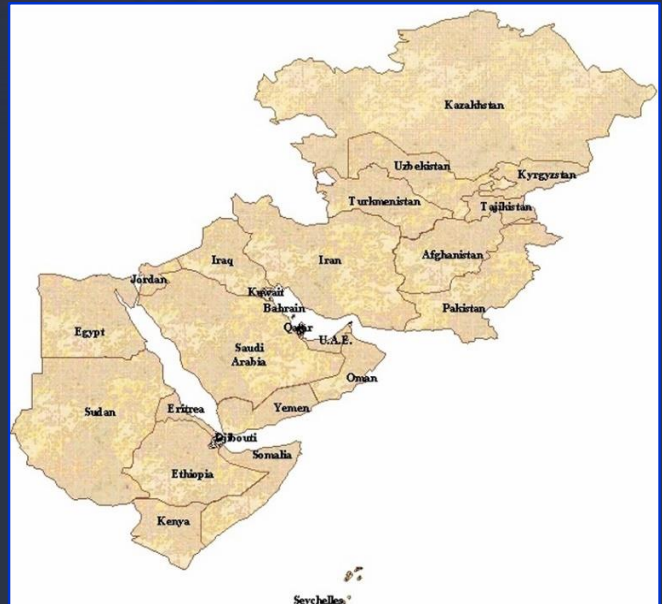 Kazakhstan
Uzbekistan
Kyrgyzstan
Turkmenistan
Tajikistan
Iraq
Iran
Afghanistan
Jordan
Kuwait
Bahrain
Pakistan
Egypt
Qatar
U.A.E.
Saudi
Arabia
Oman
Sudan
Eritrea
Yemen
Djibouti
Somalia
Ethiopia
Kenya
Seychelles